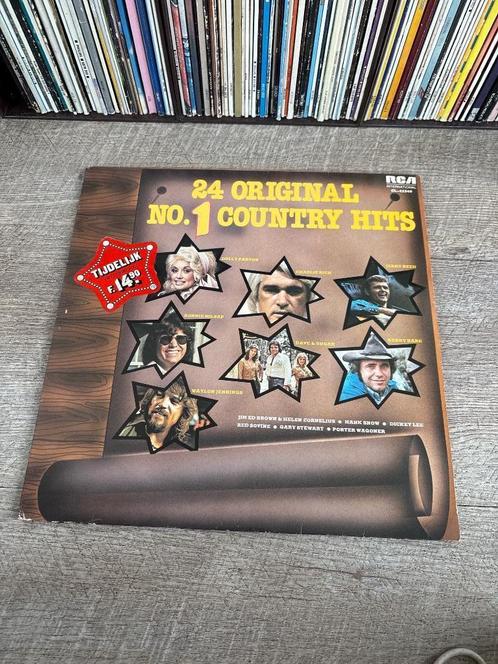 RCA
INTERNATIONAL
24 ORIGINAL
NO. 1 COUNTRY HITS
TIJDELIJK
F. 14.90
DOLLY PARTON
CHARLIE RICH
JERRY REED
RONNIE MILSAP
DAVE & SUGAR
BOBBY BARE
WAYLON JENNINGS
JIM ED BROWN & HELEN CORNELIUS ● HANK SNOW ● DICKEY LEE
RED SOVINE ● GARY STEWART ● PORTER WAGONER